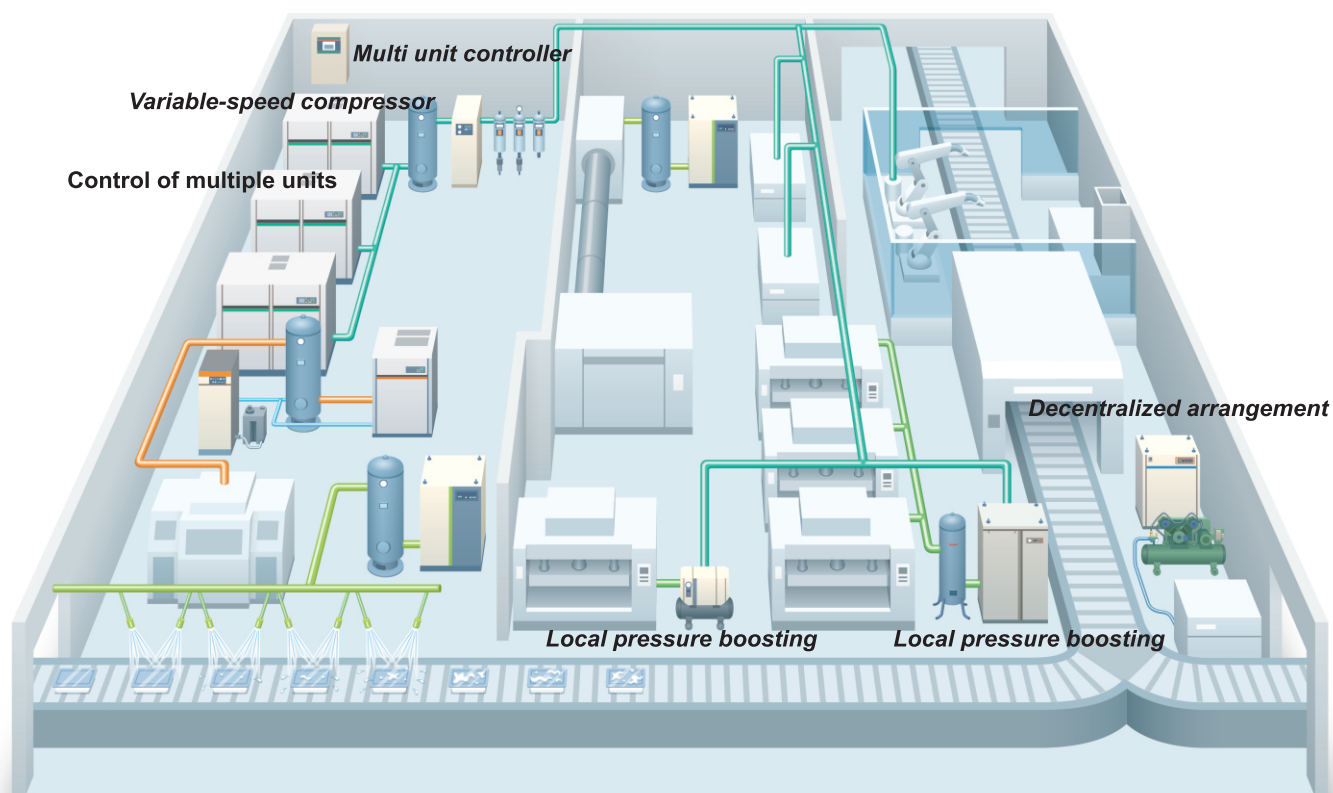 Multi unit controller
Variable-speed compressor
Control of multiple units
Decentralized arrangement
Local pressure boosting
Local pressure boosting